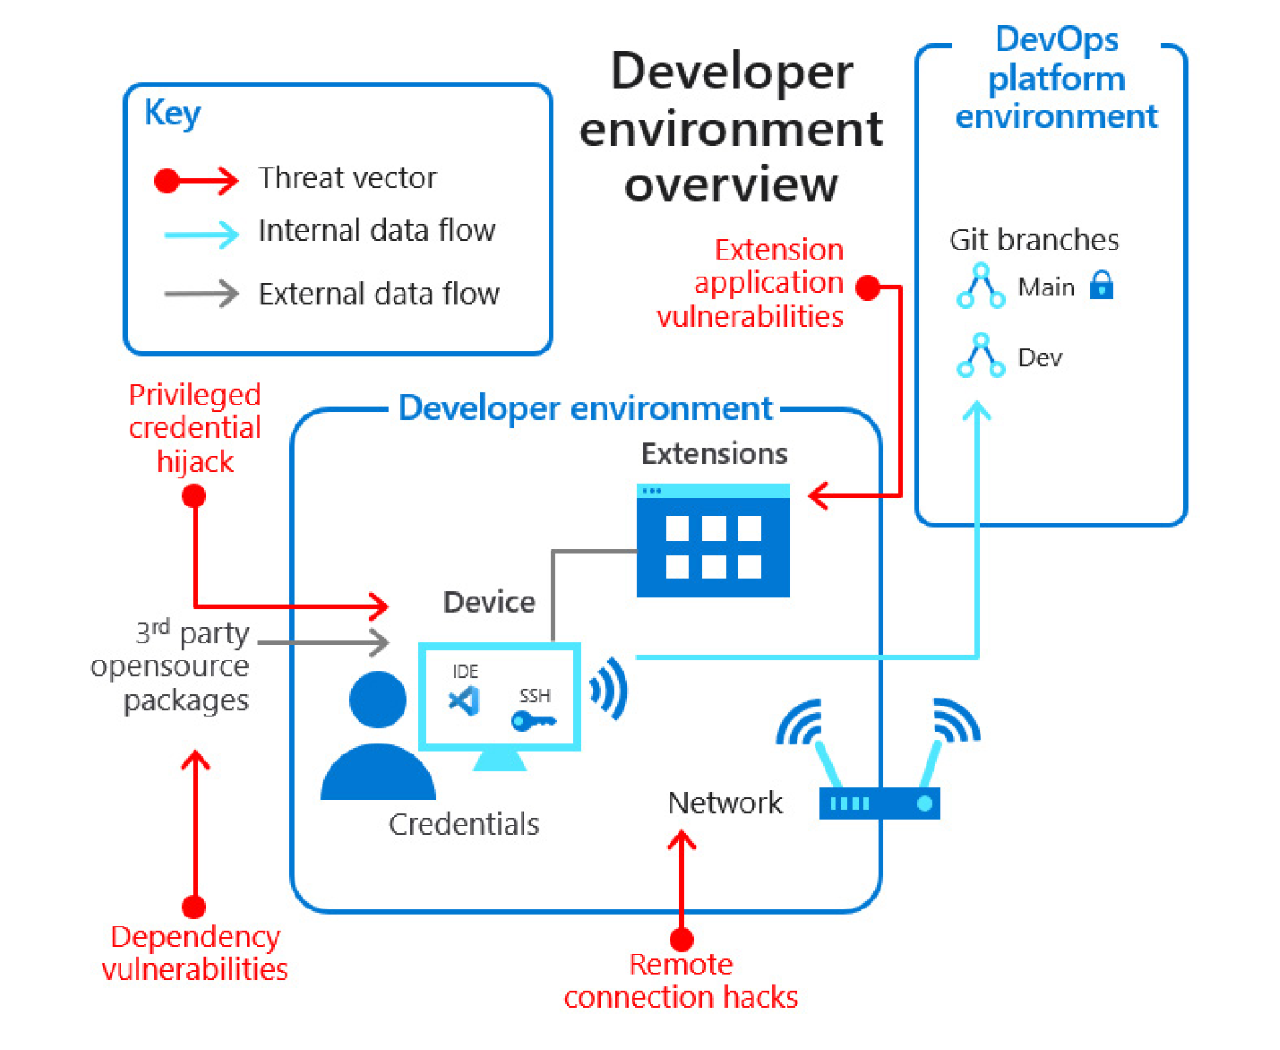 Developer
environment
overview
Key
Threat vector
Internal data flow
External data flow
DevOps
platform
environment
Git branches
Main
Dev
Extension
application
vulnerabilities
Privileged
credential
hijack
Developer environment
Extensions
Device
IDE
SSH
3rd party
opensource
packages
Credentials
Network
Dependency
vulnerabilities
Remote
connection hacks